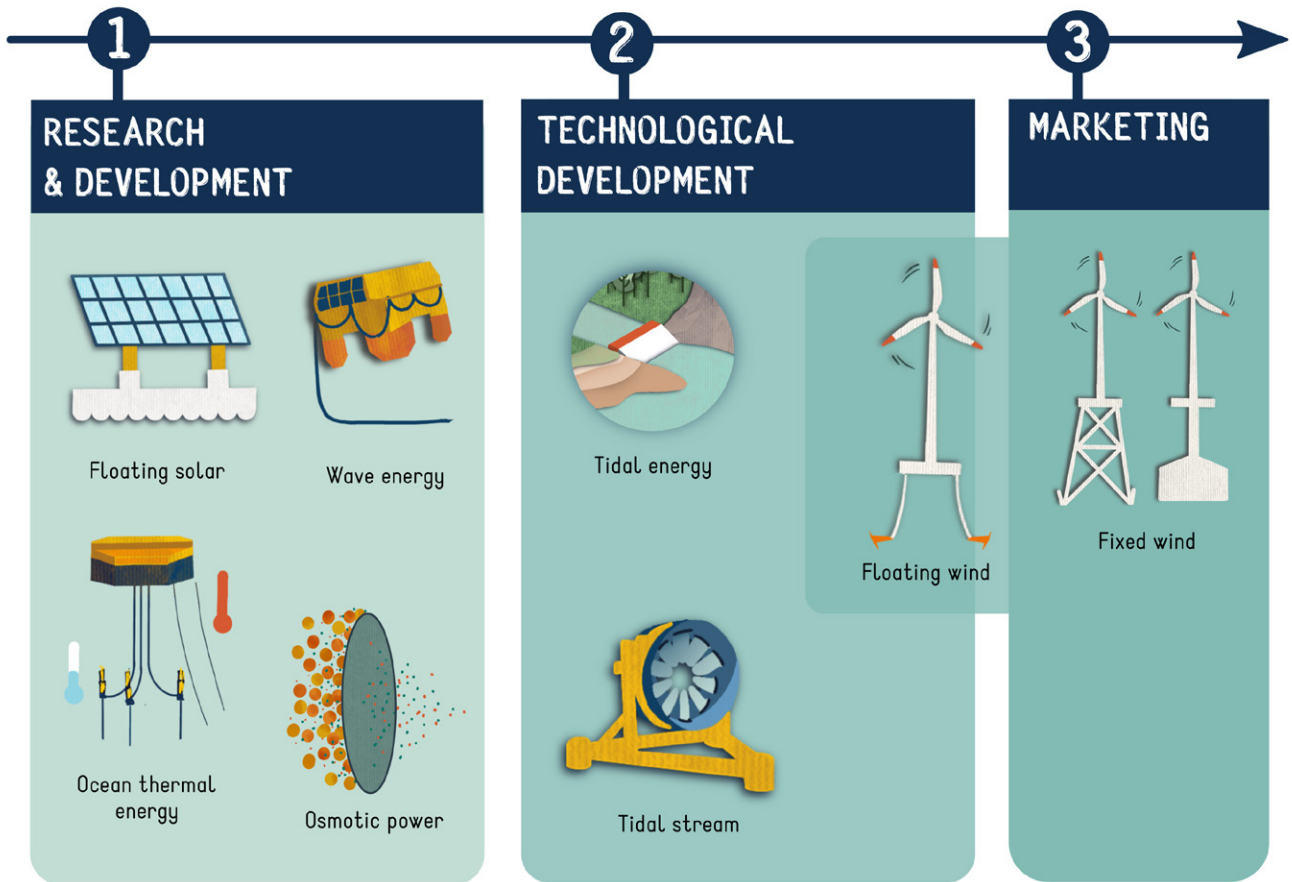 1
2
3
RESEARCH
& DEVELOPMENT
TECHNOLOGICAL
DEVELOPMENT
MARKETING
Floating solar
Wave energy
Ocean thermal
energy
Osmotic power
Tidal energy
Floating wind
Tidal stream
Fixed wind